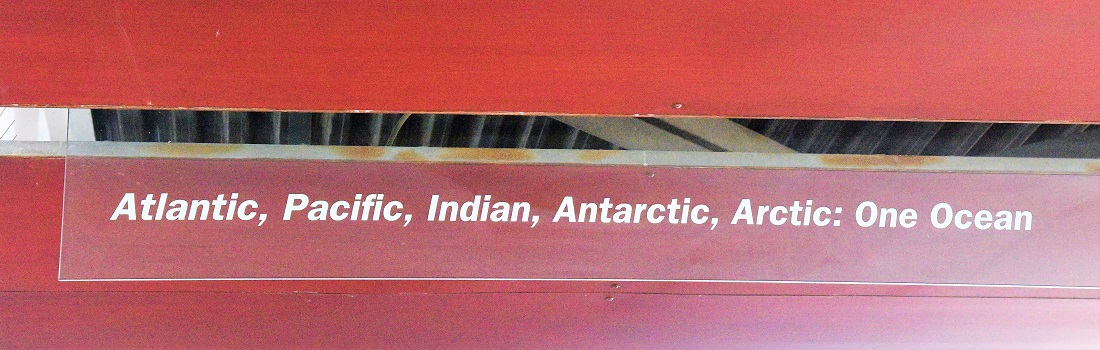 Atlantic, Pacific, Indian, Antarctic, Arctic: One Ocean